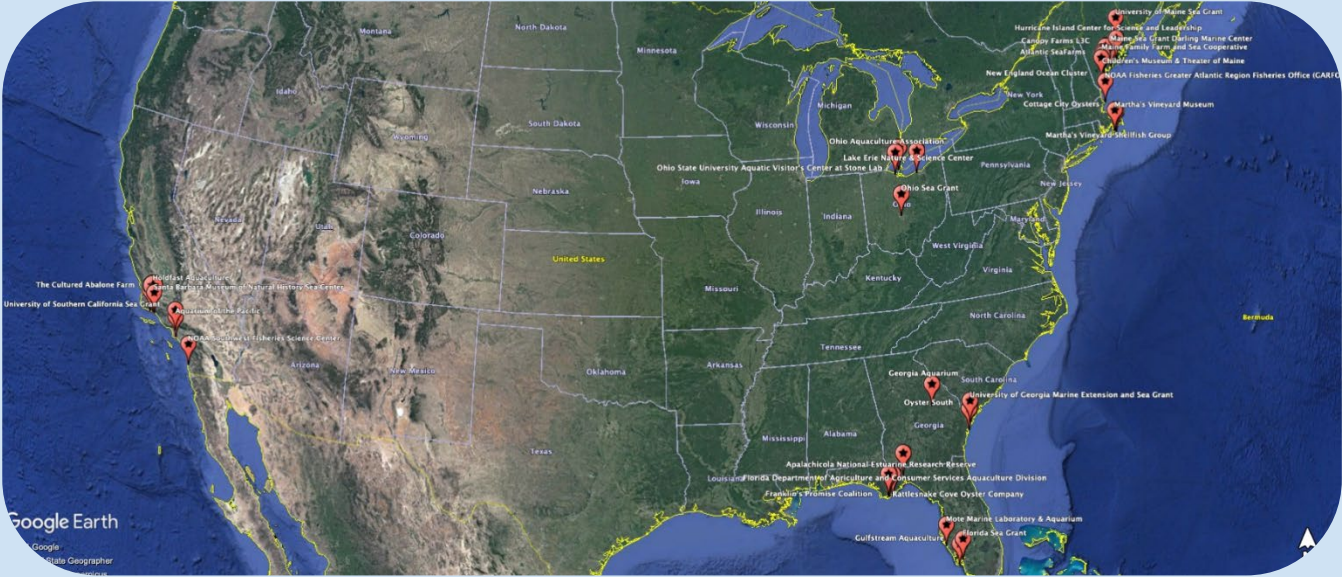 University of Maine Sea Grant
Hurricane Island Center for Science and Leadership
Canopy Farms L3C
Maine Sea Grant Darling Marine Center
Maine Family Farm and Sea Cooperative
Atlantic SeaFarms
Children's Museum & Theater of Maine
New England Ocean Cluster
NOAA Fisheries Greater Atlantic Region Fisheries Office (GARFO
New York
Cottage City Oysters
Martha's Vineyard Museum
Martha's Vineyard Shellfish Group
Montana
North Dakota
Minnesota
Idaho
Michigan
Wisconsin
South Dakota
Wyoming
Ohio Aquaculture Association
Lake Erie Nature & Science Center
Ohio State University Aquatic Visitor's Center at Stone Lab
Pennsylvania
Iowa
New Jersey
Nebraska
Ohio Sea Grant
Ohio
Illinois
Indiana
Maryland
Nevada
Utah
Colorado
West Virginia
United States
Virginia
Kentucky
Missouri
Holdfast Aquaculture
The Cultured Abalone Farm
Santa Barbara Museum of Natural History Sea Center
University of Southern California Sea Grant
Aquarium of the Pacific
North Carolina
Bermuda
NOAA Southwest Fisheries Science Center
Tennessee
Arizona
New Mexico
Oklahoma
Arkansas
Georgia Aquarium
South Carolina
University of Georgia Marine Extension and Sea Grant
Oyster South
Georgia
Mississippi
Alabama
Texas
Apalachicola National Estuarine Research Reserve
Louisiana
Florida Department of Agriculture and Consumer Services Aquaculture Division
Franklin's Promise Coalition
Rattlesnake Cove Oyster Company
Mote Marine Laboratory & Aquarium
Florida Sea Grant
Gulfstream Aquaculture
Google Earth
Google
State Geographer